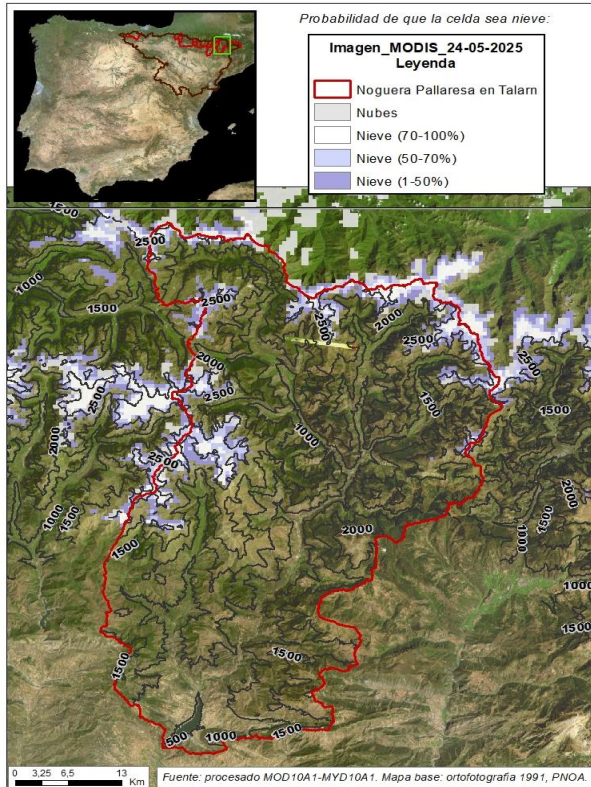 Probabilidad de que la celda sea nieve:
Imagen_MODIS_24-05-2025
Leyenda
Noguera Pallaresa en Talarn
Nubes
Nieve (70-100%)
Nieve (50-70%)
Nieve (1-50%)
1500
2500
1000
1500
2500
2500
2000
2500
2500
2000
1500
2500
2500
2000
1500
1000
2500
1000
1500
2000
1500
2000
1000
1500
2000
1000
1500
1500
1500
500
1000
1500
0 3,25 6,5 13
Km
Fuente: procesado MOD10A1-MYD10A1. Mapa base: ortofotografía 1991, PNOA.